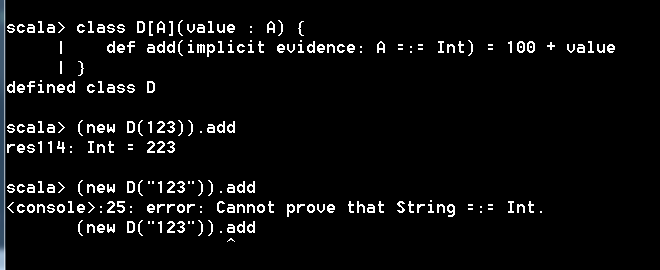 scala> class D[A](value : A) {
     |    def add(implicit evidence: A =:= Int) = 100 + value
     | }
defined class D
scala> (new D(123)).add
res114: Int = 223
scala> (new D("123")).add
<console>:25: error: Cannot prove that String =:= Int.
       (new D("123")).add
                      ^